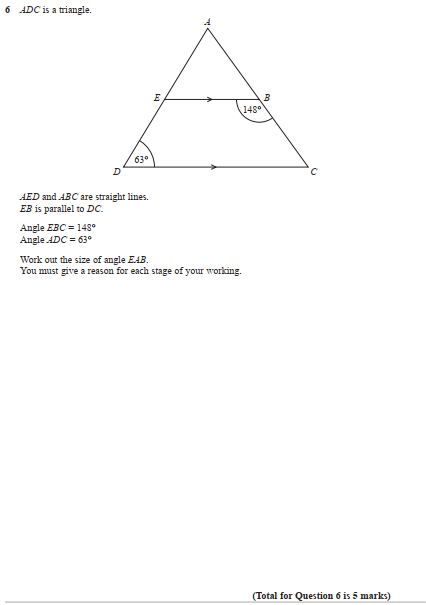 6 ADC is a triangle.
A
E
B
148°
63°
D
C
AED and ABC are straight lines.
EB is parallel to DC.
Angle EBC = 148°
Angle ADC = 63°
Work out the size of angle EAB.
You must give a reason for each stage of your working.
(Total for Question 6 is 5 marks)